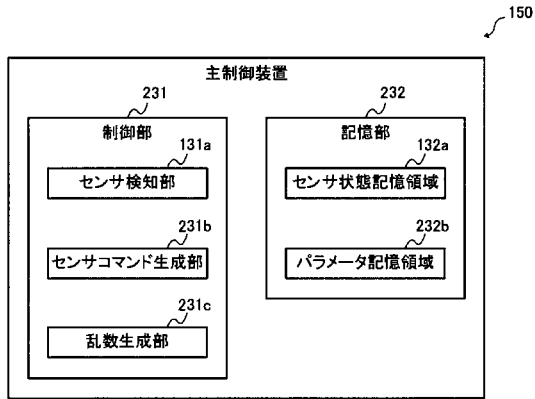 150
主制御装置
231
制御部
131a
センサ検知部
231b
センサコマンド生成部
231c
乱数生成部
232
記憶部
132a
センサ状態記憶領域
232b
パラメータ記憶領域